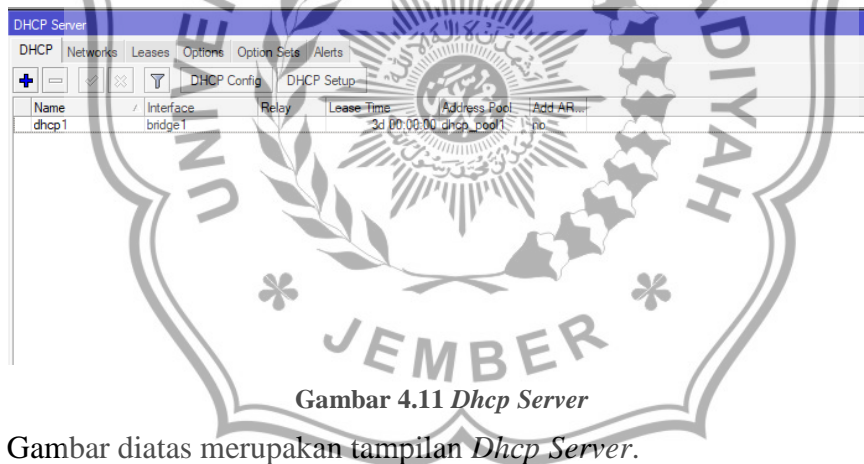 DHCP Server
DHCP Networks Leases Options Option Sets Alerts
DHCP Config DHCP Setup
Name Interface Relay Lease Time Address Pool Add AR...
dhcp1 bridge1 3d 00:00:00 dhcp_pool1 no
JEMBER
Gambar 4.11 Dhcp Server
Gambar diatas merupakan tampilan Dhcp Server.